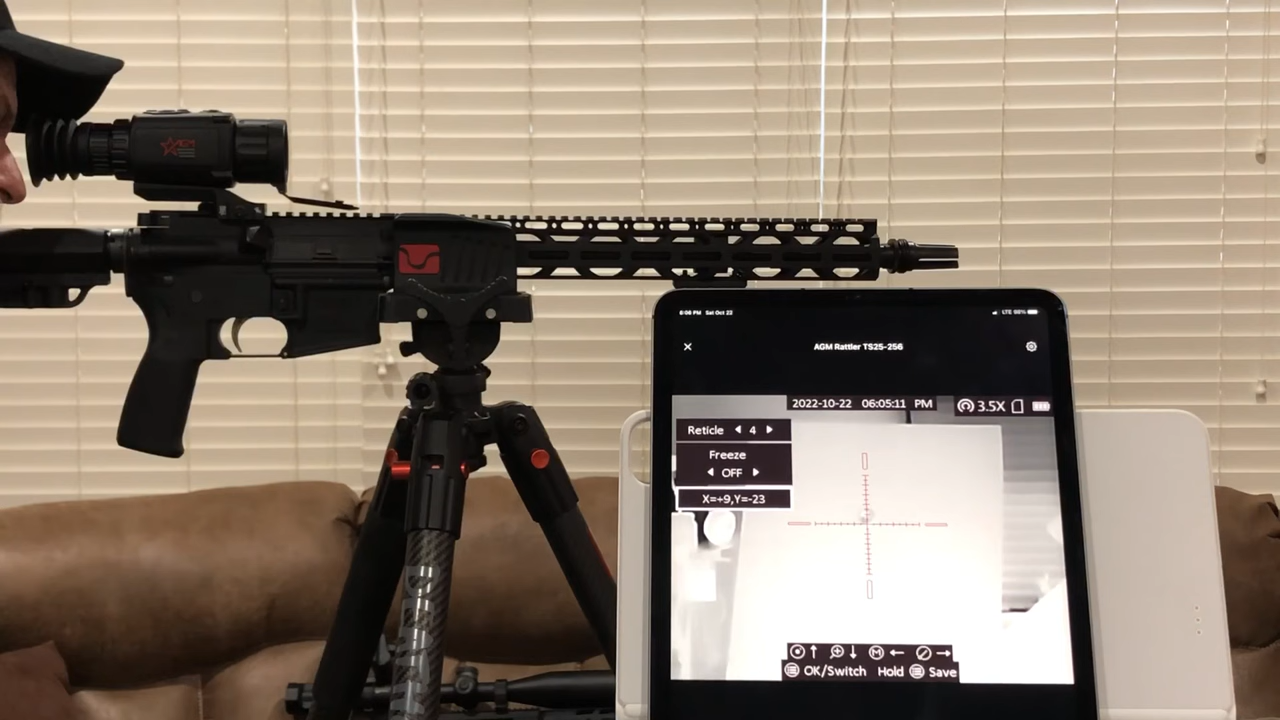 AGM
6:06 PM Sat Oct 22
LTE 98%
AGM Rattler TS25-256
2022-10-22 06:05:11 PM
3.5X
Reticle 4
Freeze
OFF
X=+9,Y=-23
M
OK/Switch Hold Save